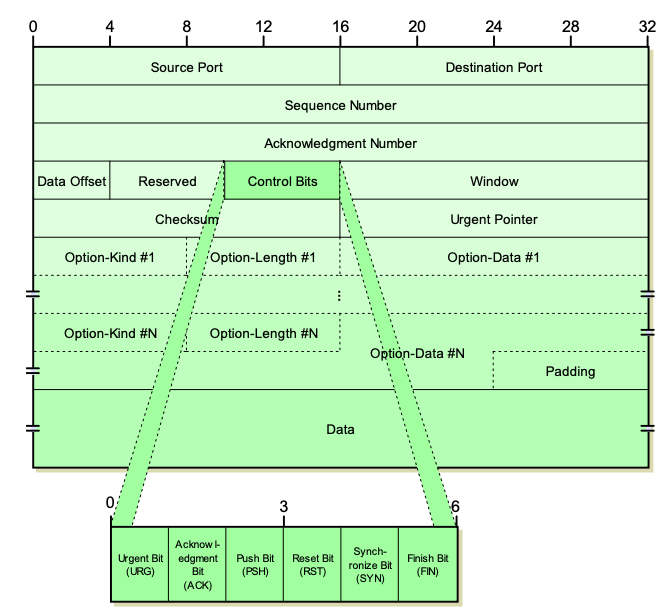 0 4 8 12 16 20 24 28 32
Source Port Destination Port
Sequence Number
Acknowledgment Number
Data Offset Reserved Control Bits Window
Checksum Urgent Pointer
Option-Kind #1 Option-Length #1 Option-Data #1
⋮
Option-Kind #N Option-Length #N
Option-Data #N
Padding
Data
0 3 6
Urgent Bit
(URG)
Acknowl-
edgment
Bit
(ACK)
Push Bit
(PSH)
Reset Bit
(RST)
Synch-
ronize Bit
(SYN)
Finish Bit
(FIN)